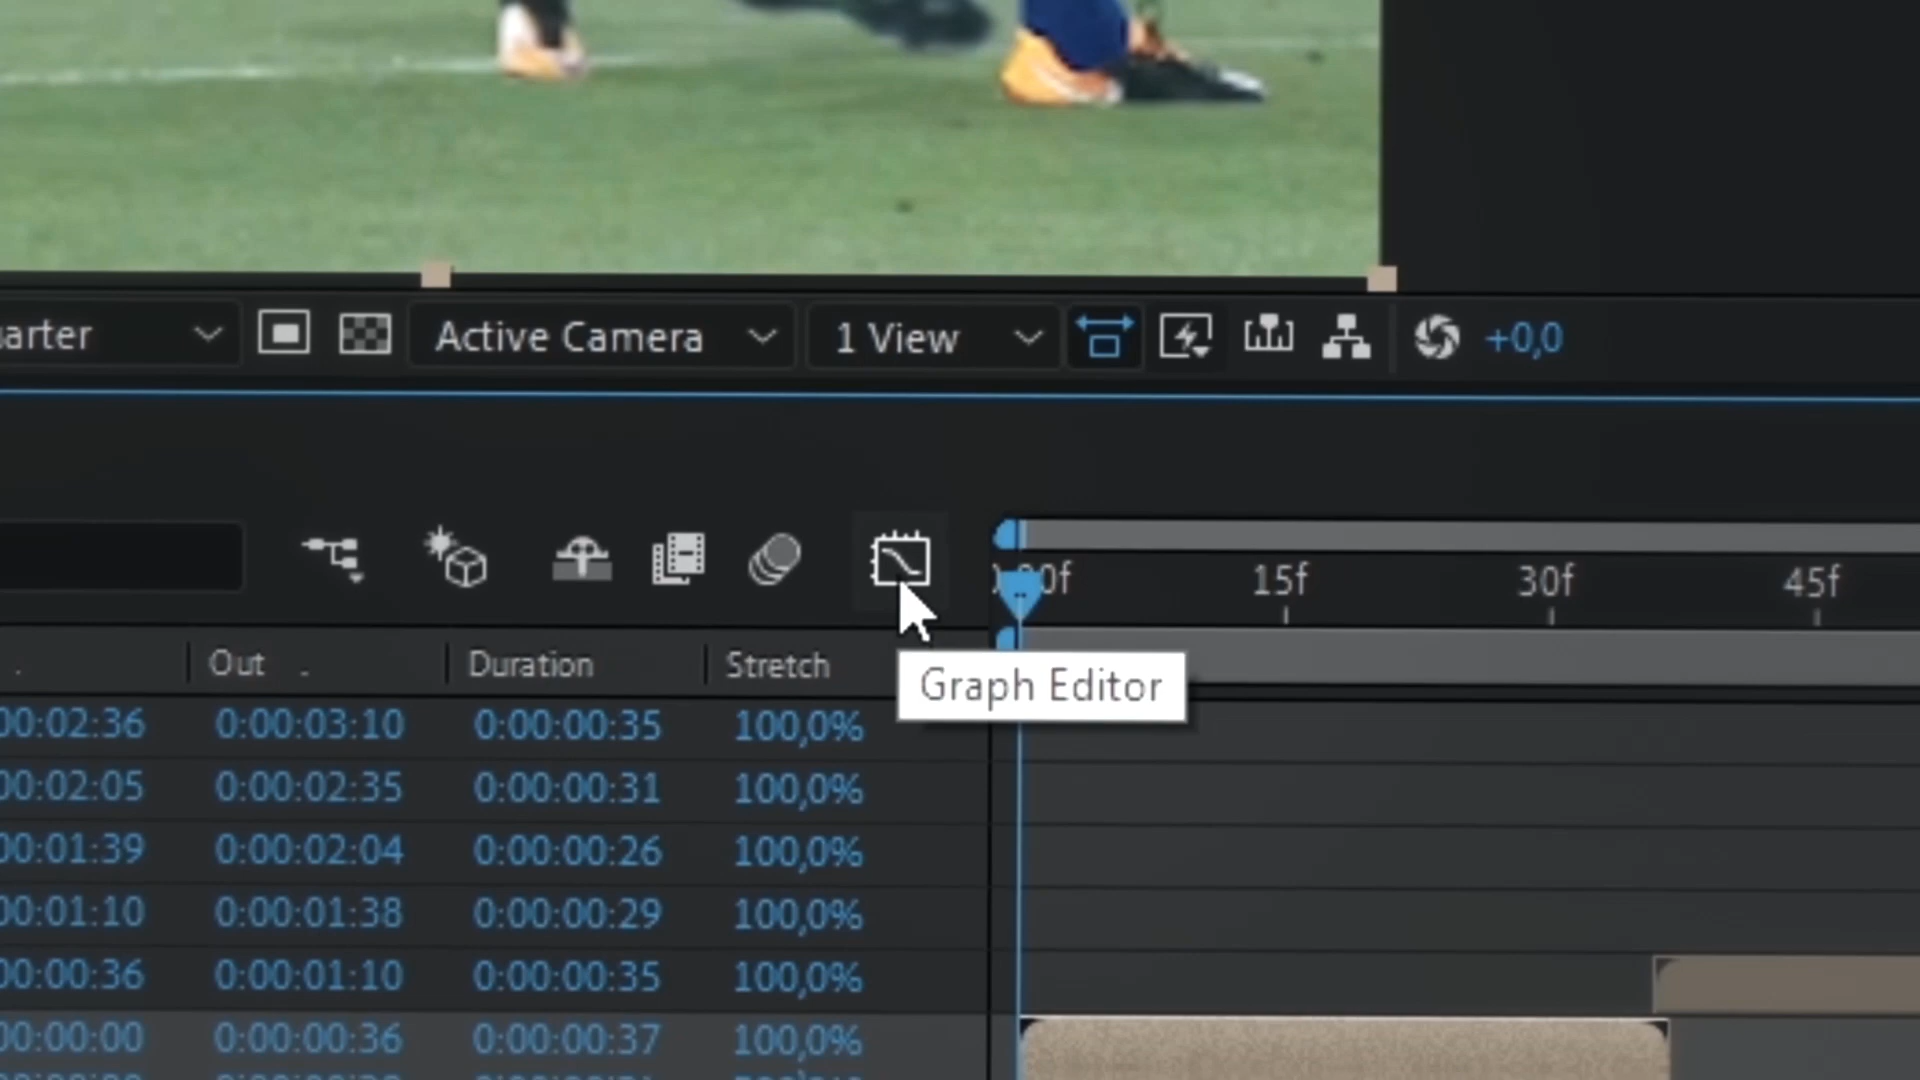 arter Active Camera 1 View +0,0
00f 15f 30f 45f
Out Duration Stretch
Graph Editor
00:02:36 0:00:03:10 0:00:00:35 100,0%
00:02:05 0:00:02:35 0:00:00:31 100,0%
00:01:39 0:00:02:04 0:00:00:26 100,0%
00:01:10 0:00:01:38 0:00:00:29 100,0%
00:00:36 0:00:01:10 0:00:00:35 100,0%
00:00:00 0:00:00:36 0:00:00:37 100,0%